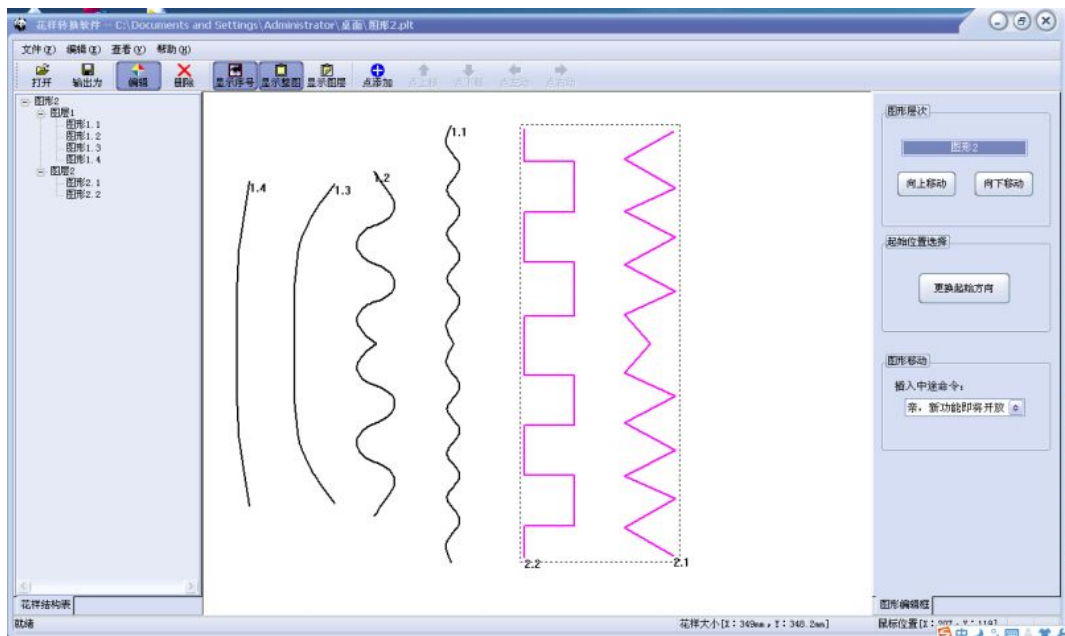 花样转换软件 -- C:\Documents and Settings\Administrator\桌面\图形2.plt
文件(F) 编辑(E) 查看(V) 帮助(H)
打开 输出为 编辑 删除 显示序号 显示整图 显示图层 点添加 点上移 点下移 点左动 点右动
图形2
图层1
图形1.1
图形1.2
图形1.3
图形1.4
图层2
图形2.1
图形2.2
花样结构表
1.4
1.3
1.2
1.1
2.2
2.1
图形层次
图形2
向上移动 向下移动
起始位置选择
更换起始方向
图形移动
插入中途命令:
亲，新功能即将开放
图形编辑框
就绪
花样大小[X: 349mm, Y: 348.2mm]
鼠标位置[X: 207, Y: 119]
中